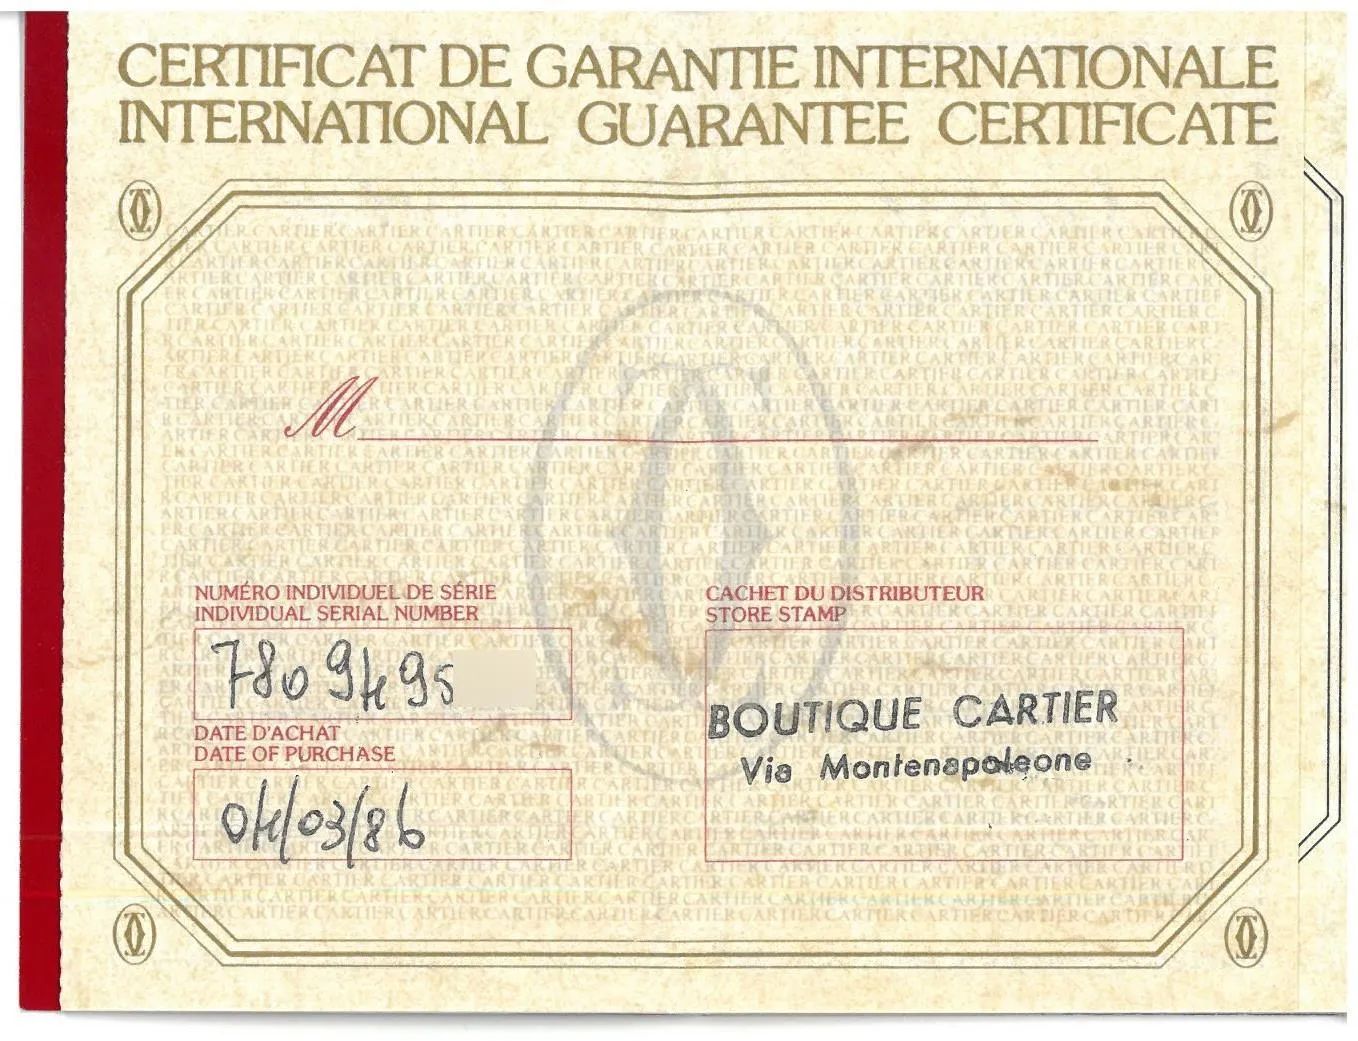 CERTIFICAT DE GARANTIE INTERNATIONALE
INTERNATIONAL GUARANTEE CERTIFICATE
M
NUMÉRO INDIVIDUEL DE SÉRIE
INDIVIDUAL SERIAL NUMBER
7809495
DATE D'ACHAT
DATE OF PURCHASE
04/03/86
CACHET DU DISTRIBUTEUR
STORE STAMP
BOUTIQUE CARTIER
Via Montenapoleone